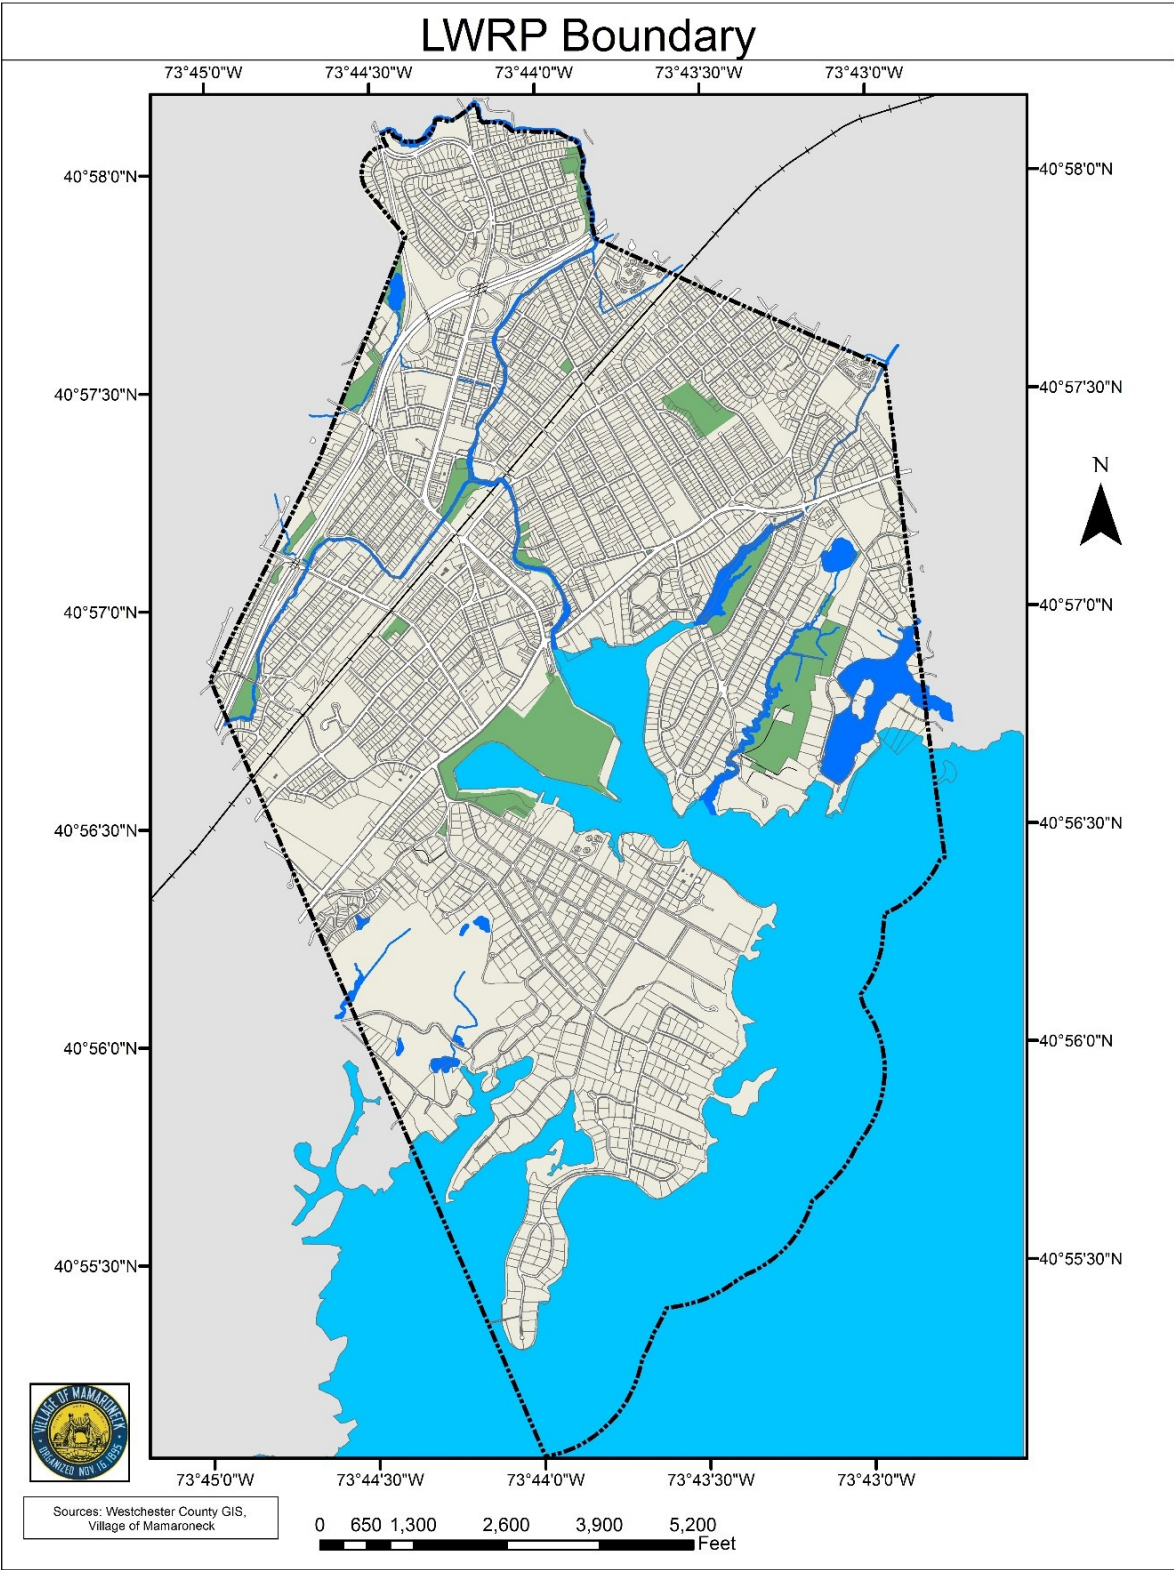 LWRP Boundary
73°45'0"W 73°44'30"W 73°44'0"W 73°43'30"W 73°43'0"W
40°58'0"N 40°58'0"N
40°57'30"N 40°57'30"N
N
40°57'0"N 40°57'0"N
40°56'30"N 40°56'30"N
40°56'0"N 40°56'0"N
40°55'30"N 40°55'30"N
VILLAGE OF MAMARONECK
ORGANIZED NOV. 15, 1895
73°45'0"W 73°44'30"W 73°44'0"W 73°43'30"W 73°43'0"W
Sources: Westchester County GIS,
Village of Mamaroneck
0 650 1,300 2,600 3,900 5,200
Feet